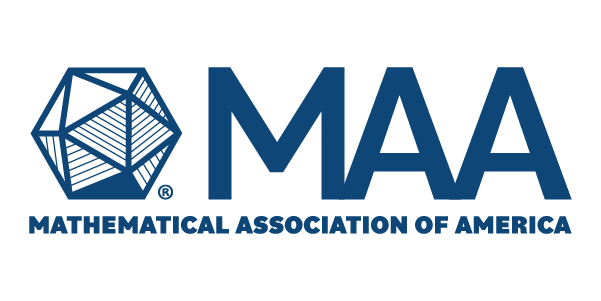 MAA
®
MATHEMATICAL ASSOCIATION OF AMERICA